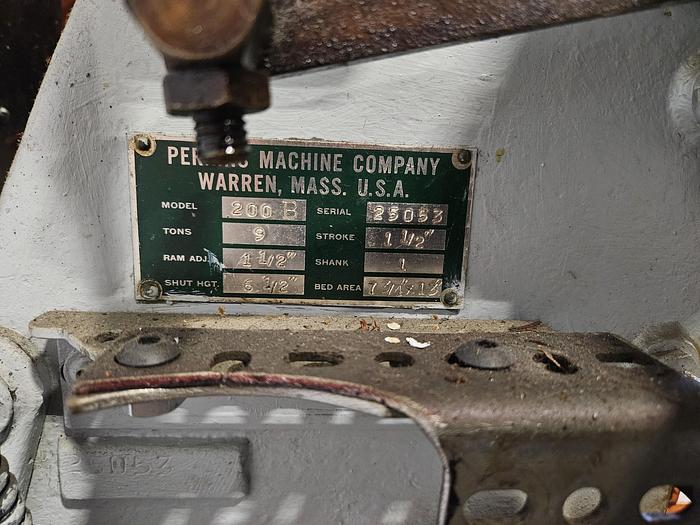 MACHINE COMPANY
WARREN, MASS. U.S.A.
MODEL 200 B SERIAL 25053
TONS 9 STROKE 1 1/2"
RAM ADJ. 1 1/2" SHANK 1
SHUT HGT. 6 1/2" BED AREA
25053